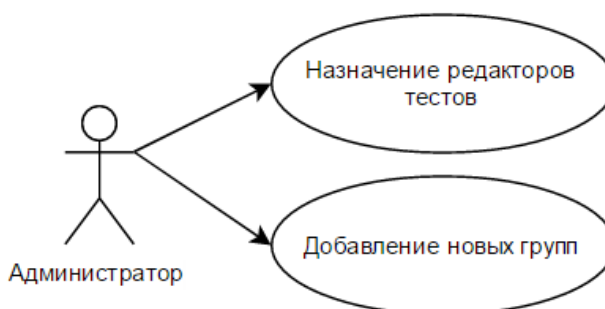 Назначение редакторов
тестов
Добавление новых групп
Администратор